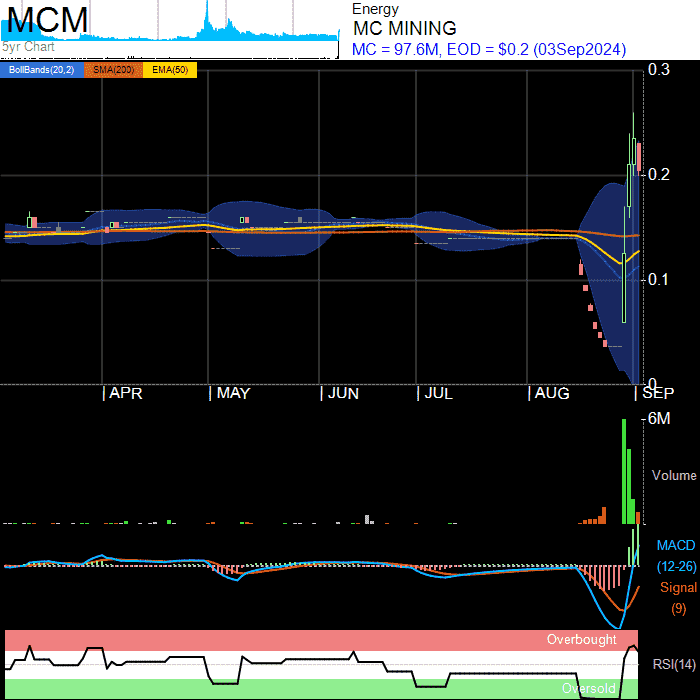 MCM
5yr Chart
Energy
MC MINING
MC = 97.6M, EOD = $0.2 (03Sep2024)
BollBands(20,2) SMA(200) EMA(50)
0.3
0.2
0.1
0
| APR | MAY | JUN | JUL | AUG | SEP
6M
Volume
MACD
(12-26)
Signal
(9)
Overbought
RSI(14)
Oversold